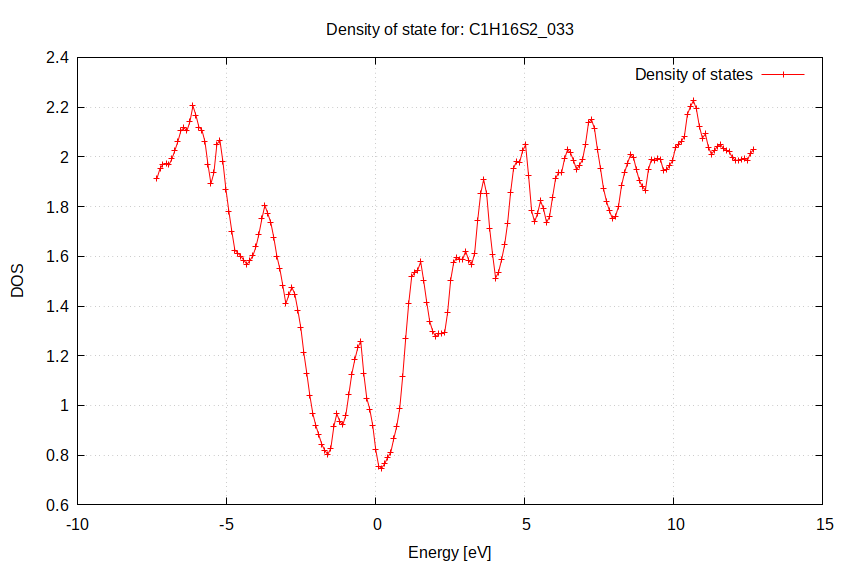 Density of state for: C1H16S2_033
Density of states
DOS
2.4
2.2
2
1.8
1.6
1.4
1.2
1
0.8
0.6
-10 -5 0 5 10 15
Energy [eV]